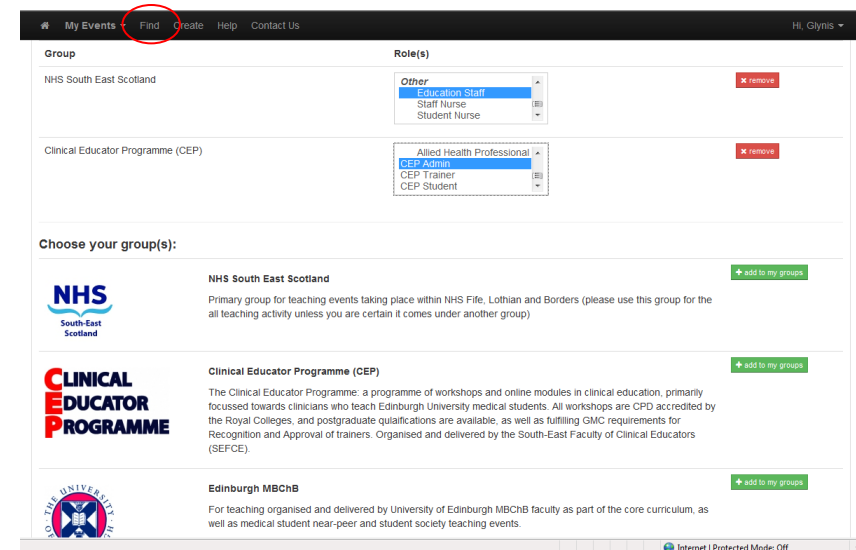 My Events Find Create Help Contact Us Hi, Glynis
Group Role(s)
NHS South East Scotland
Other
Education Staff
Staff Nurse
Student Nurse
x remove
Clinical Educator Programme (CEP)
Allied Health Professional
CEP Admin
CEP Trainer
CEP Student
x remove
Choose your group(s):
NHS
South-East
Scotland
NHS South East Scotland
+ add to my groups
Primary group for teaching events taking place within NHS Fife, Lothian and Borders (please use this group for the
all teaching activity unless you are certain it comes under another group)
CLINICAL
EDUCATOR
PROGRAMME
Clinical Educator Programme (CEP)
+ add to my groups
The Clinical Educator Programme: a programme of workshops and online modules in clinical education, primarily
focussed towards clinicians who teach Edinburgh University medical students. All workshops are CPD accredited by
the Royal Colleges, and postgraduate qulaifications are available, as well as fulfilling GMC requirements for
Recognition and Approval of trainers. Organised and delivered by the South-East Faculty of Clinical Educators
(SEFCE).
UNIVER
Edinburgh MBChB
+ add to my groups
For teaching organised and delivered by University of Edinburgh MBChB faculty as part of the core curriculum, as
well as medical student near-peer and student society teaching events.
Internet | Protected Mode: Off